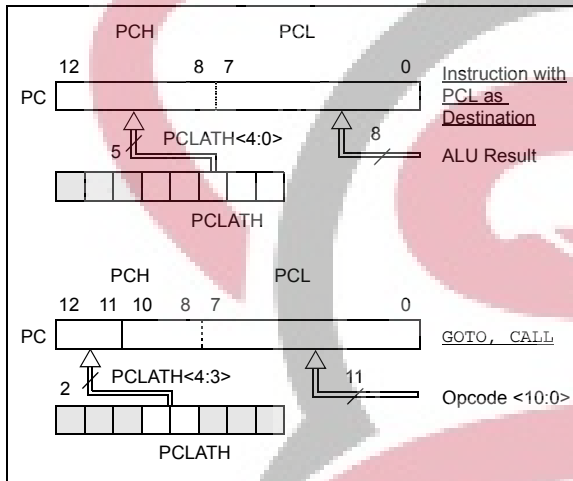 PCH PCL
12 8 7 0
PC
Instruction with
PCL as
Destination
PCLATH<4:0>
5
8
ALU Result
PCLATH
PCH PCL
12 11 10 8 7 0
PC
GOTO, CALL
PCLATH<4:3>
2
11
Opcode <10:0>
PCLATH